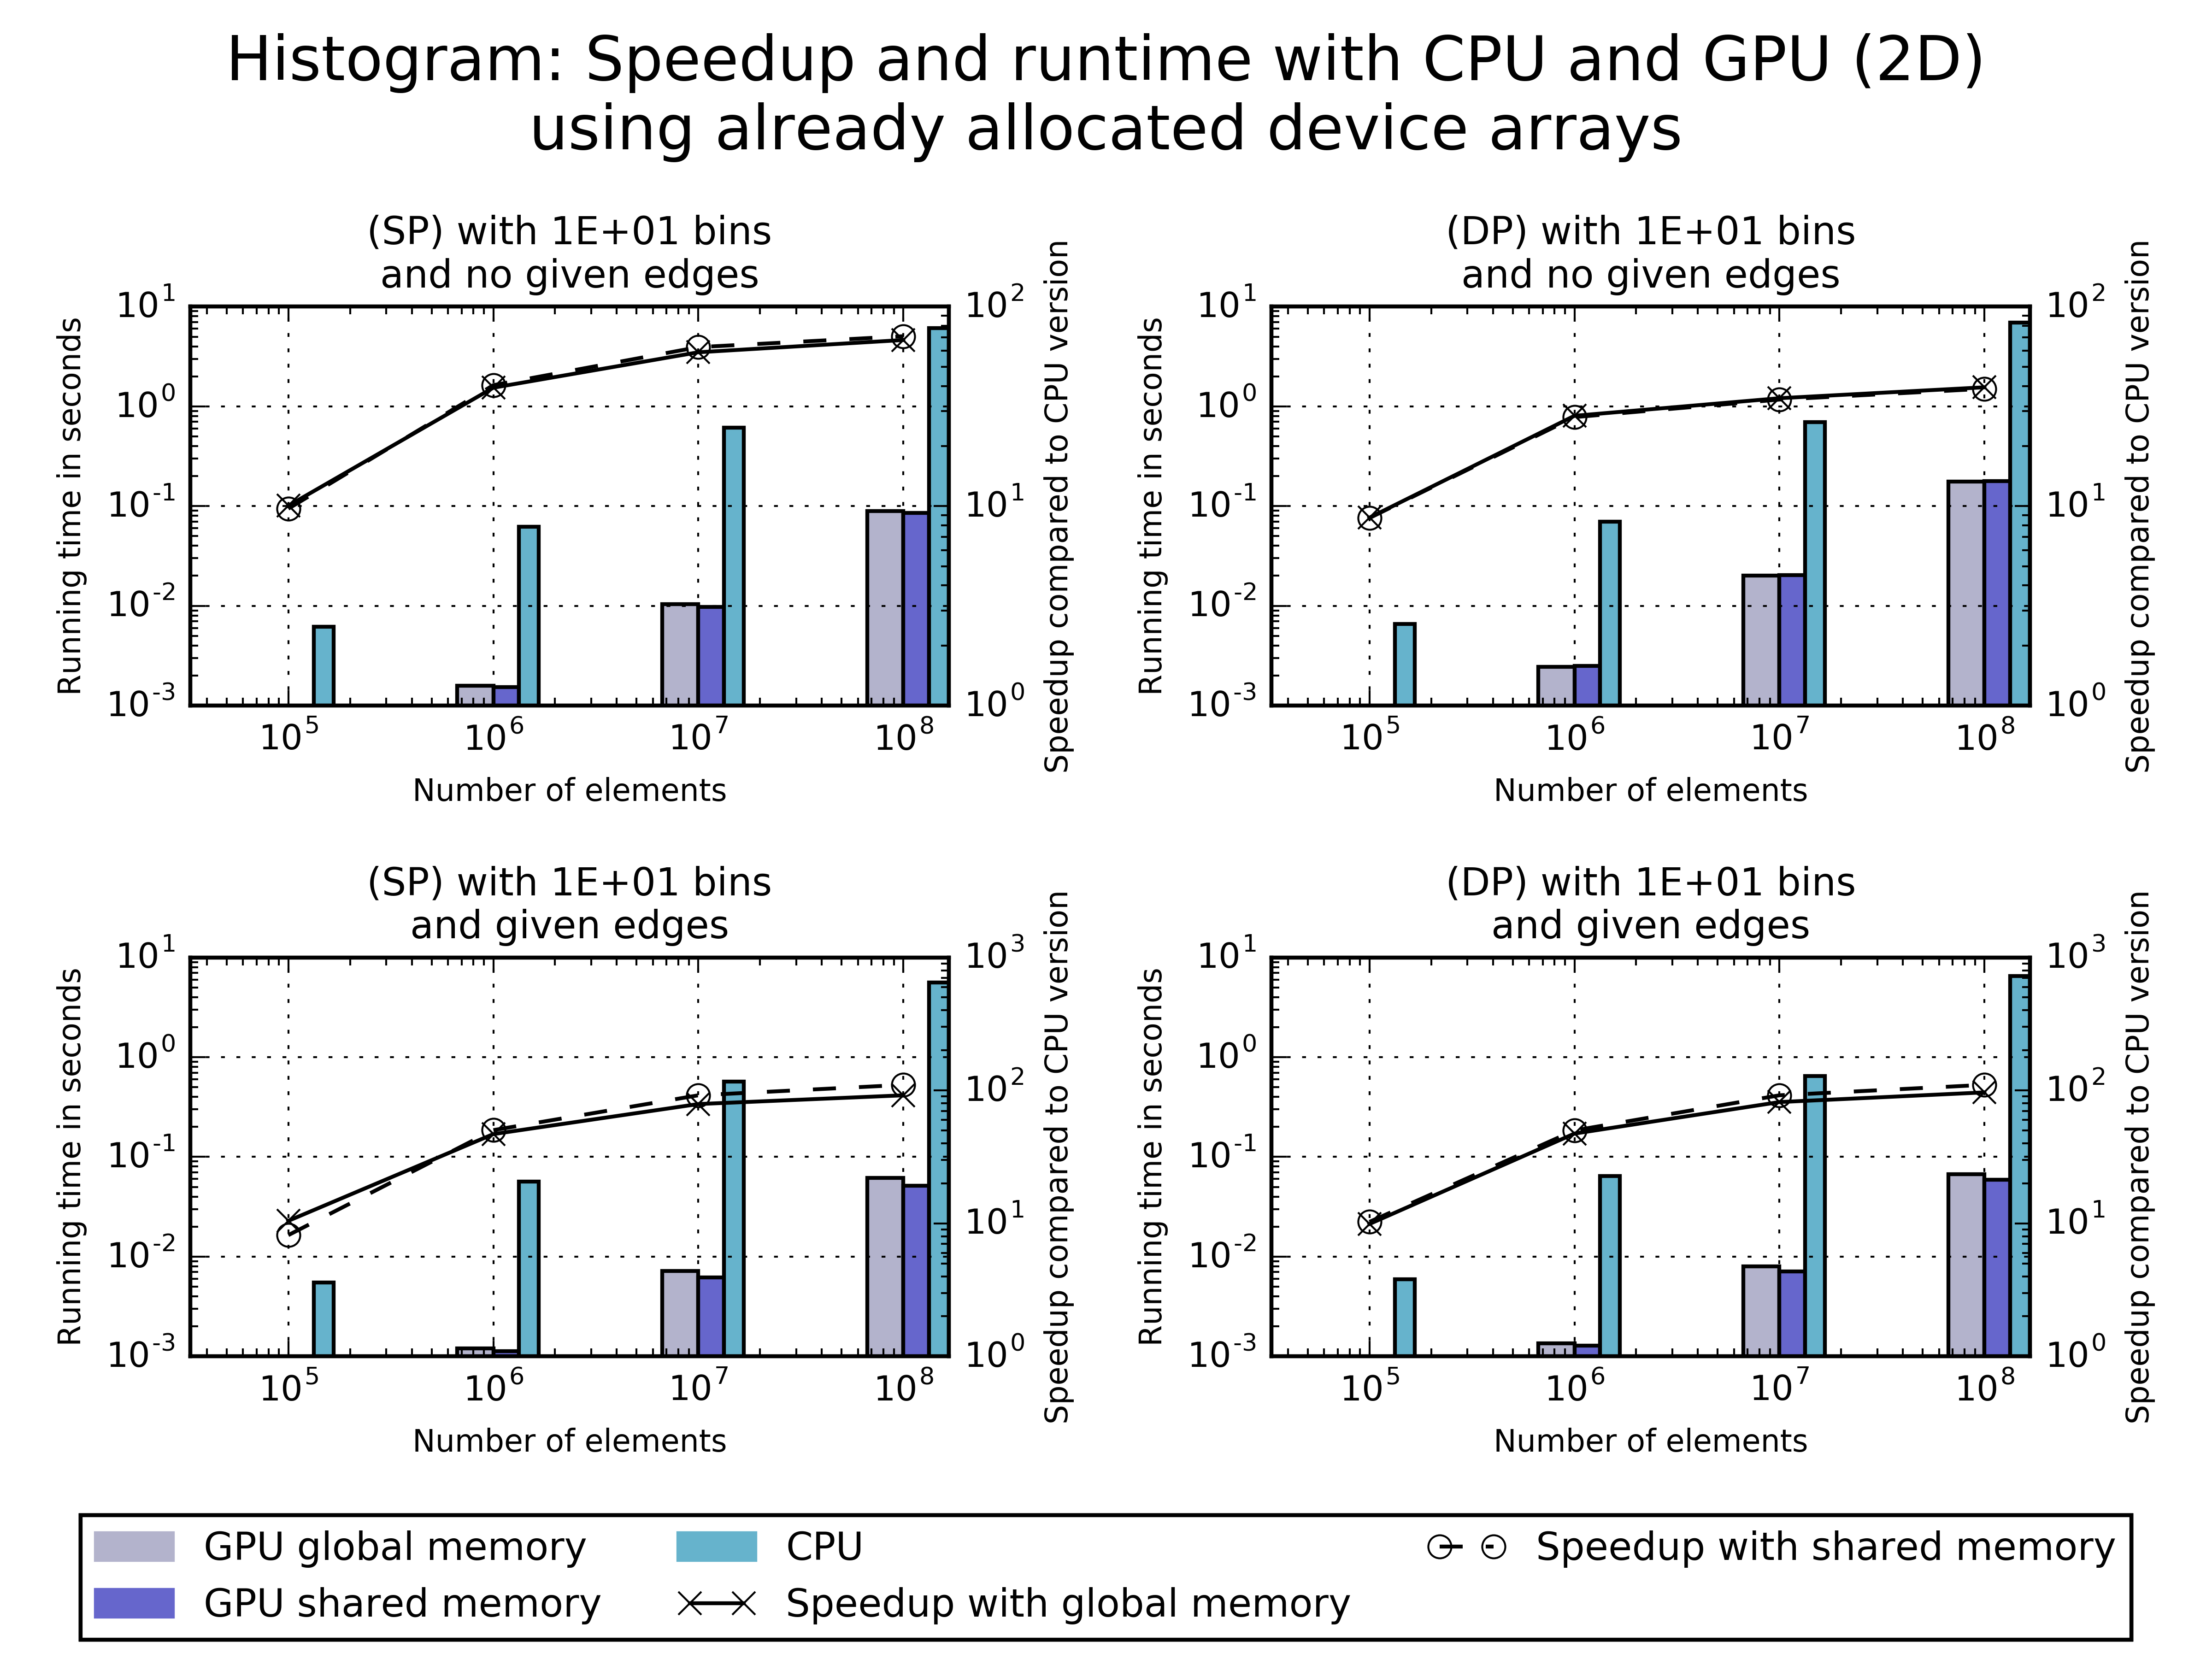 Histogram: Speedup and runtime with CPU and GPU (2D)
using already allocated device arrays
(SP) with 1E+01 bins
and no given edges
Running time in seconds
10^1
10^0
10^-1
10^-2
10^-3
10^5
10^6
10^7
10^8
Number of elements
10^2
10^1
10^0
Speedup compared to CPU version
(DP) with 1E+01 bins
and no given edges
Running time in seconds
10^1
10^0
10^-1
10^-2
10^-3
10^5
10^6
10^7
10^8
Number of elements
10^2
10^1
10^0
Speedup compared to CPU version
(SP) with 1E+01 bins
and given edges
Running time in seconds
10^1
10^0
10^-1
10^-2
10^-3
10^5
10^6
10^7
10^8
Number of elements
10^3
10^2
10^1
10^0
Speedup compared to CPU version
(DP) with 1E+01 bins
and given edges
Running time in seconds
10^1
10^0
10^-1
10^-2
10^-3
10^5
10^6
10^7
10^8
Number of elements
10^3
10^2
10^1
10^0
Speedup compared to CPU version
GPU global memory
GPU shared memory
CPU
Speedup with global memory
Speedup with shared memory